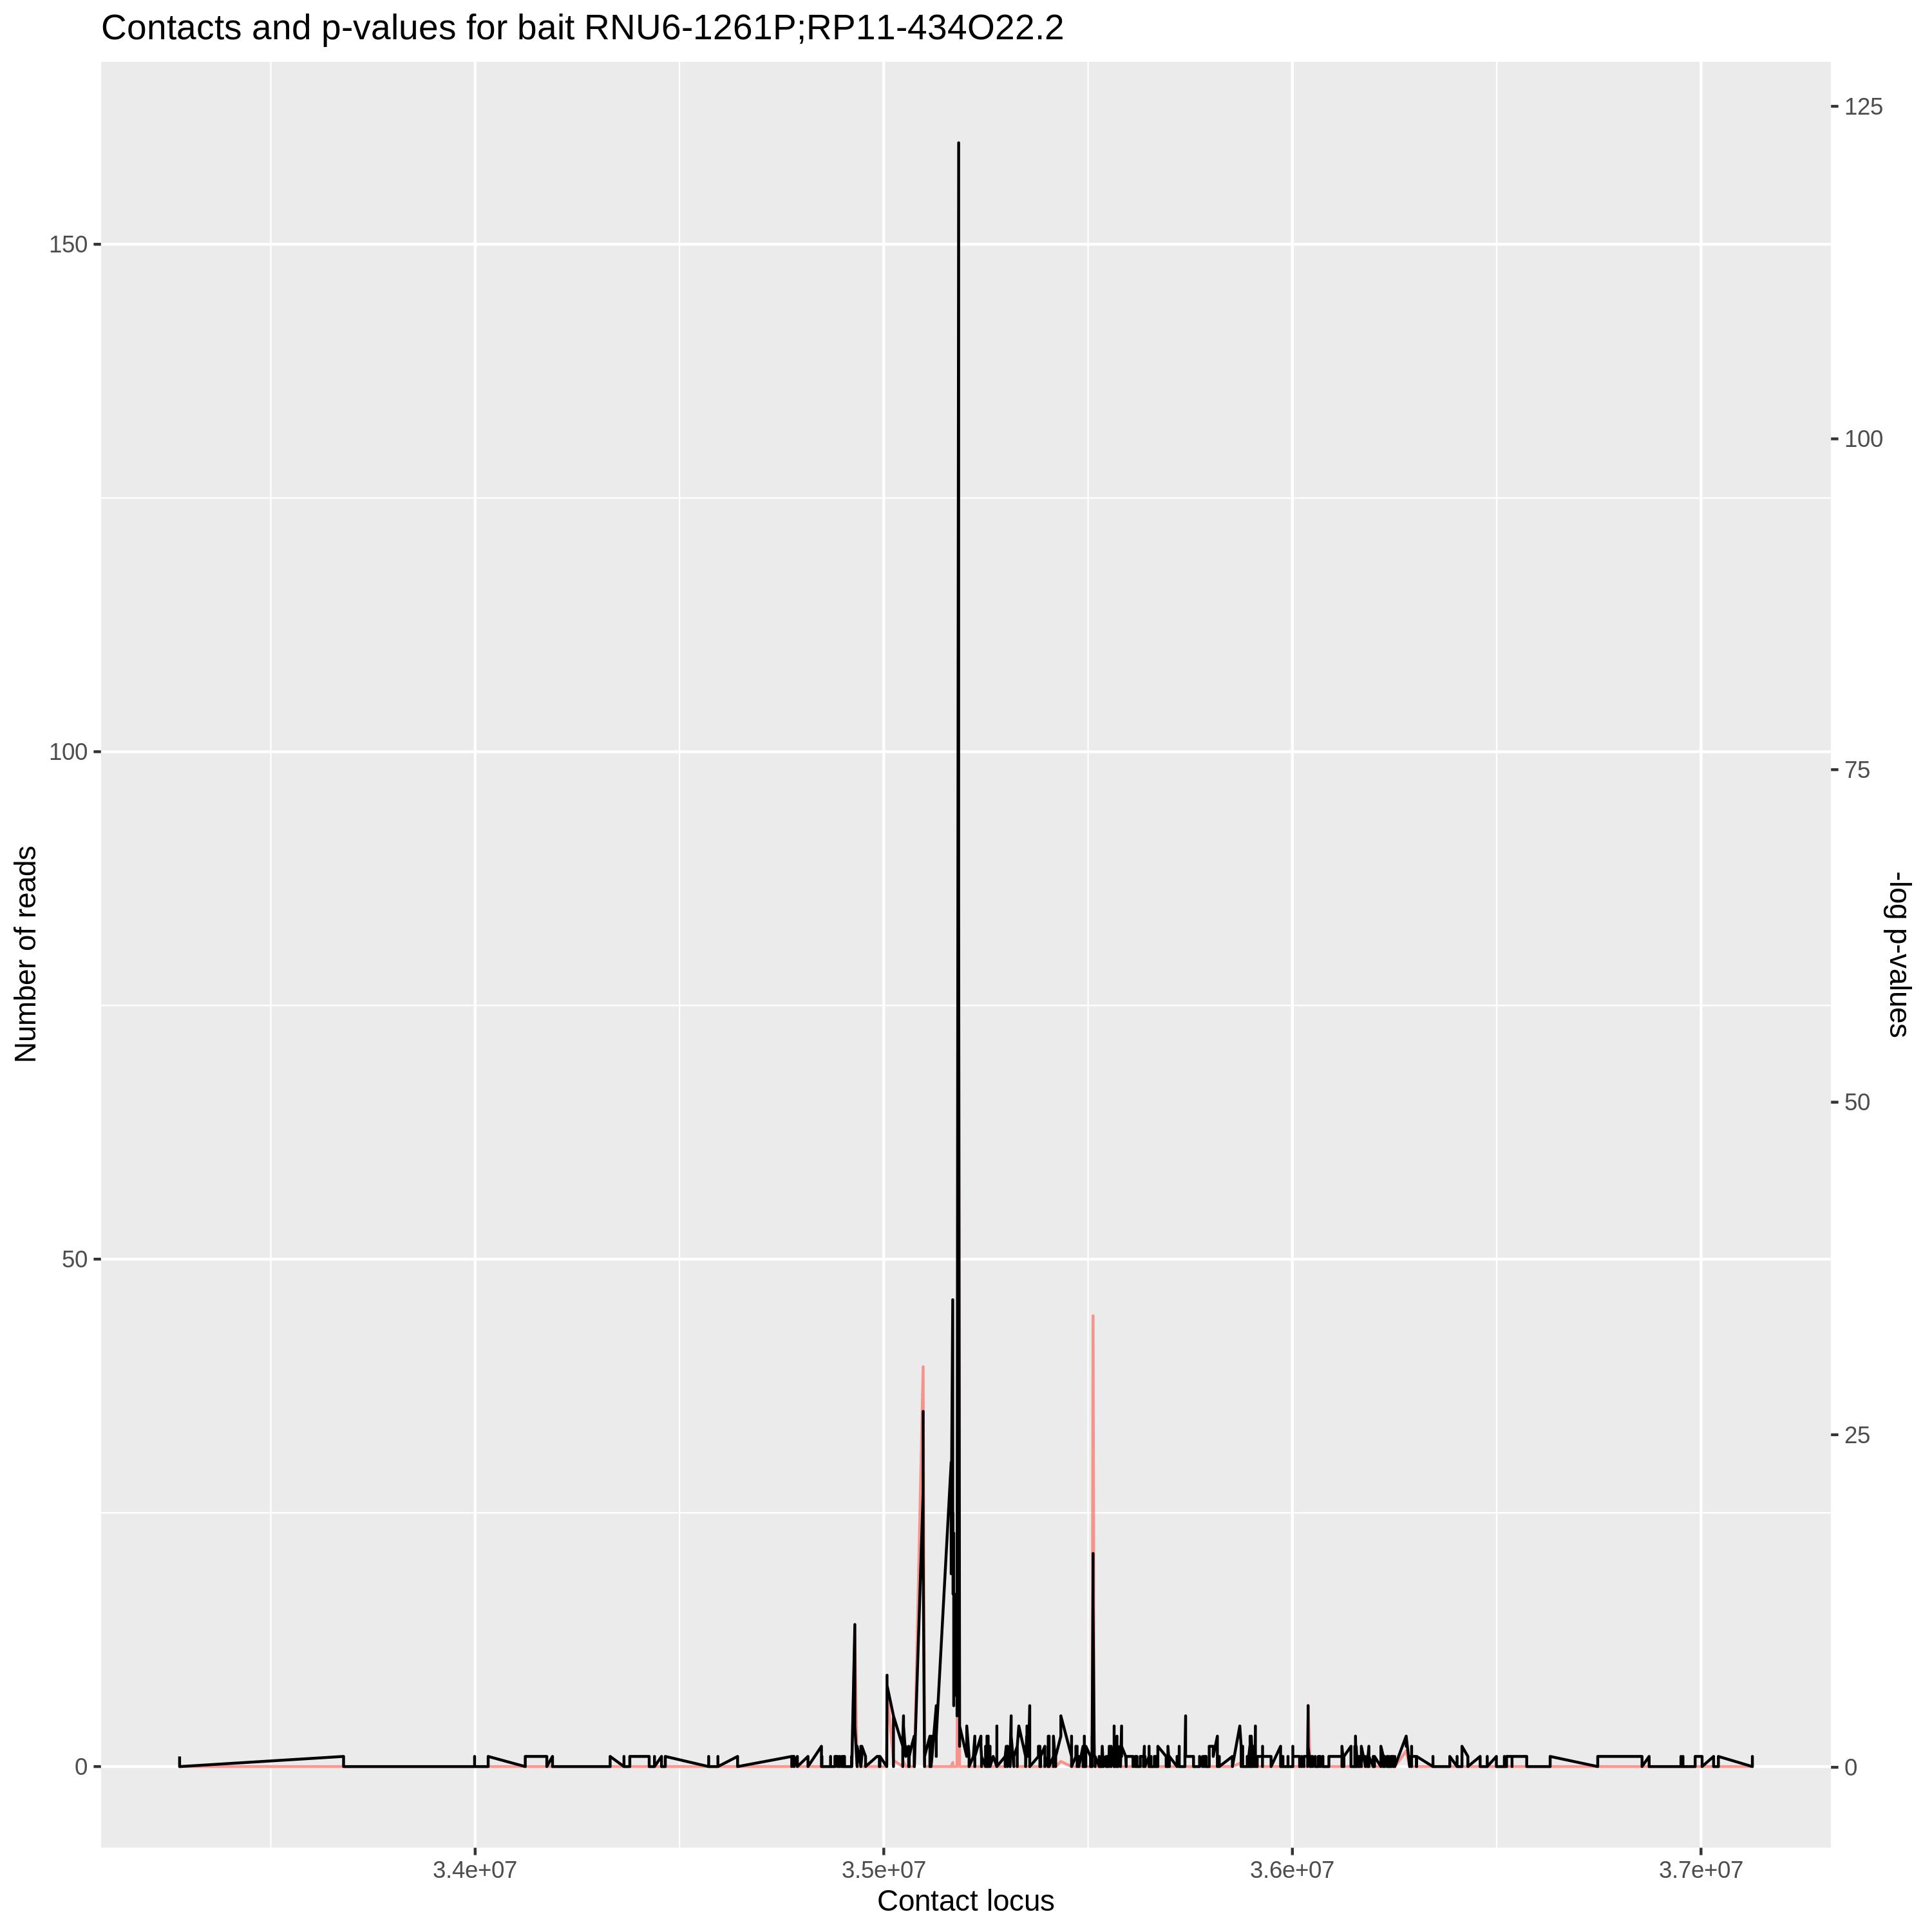 Contacts and p-values for bait RNU6-1261P;RP11-434O22.2
150
100
50
0
Number of reads
125
100
75
50
25
0
-log p-values
3.4e+07
3.5e+07
3.6e+07
3.7e+07
Contact locus